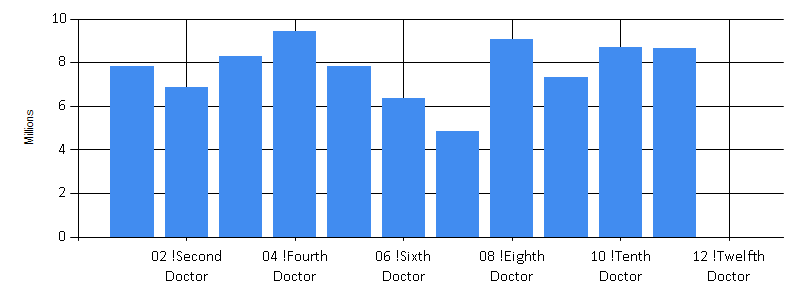 10
8
6
4
2
0
Millions
02 !Second
Doctor
04 !Fourth
Doctor
06 !Sixth
Doctor
08 !Eighth
Doctor
10 !Tenth
Doctor
12 !Twelfth
Doctor